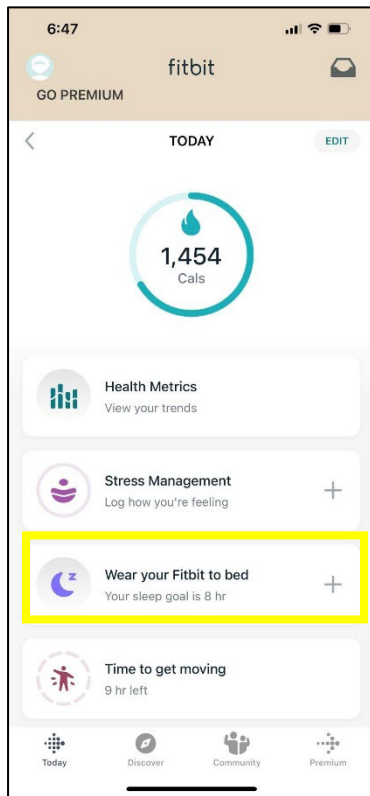 6:47
fitbit
GO PREMIUM
TODAY
EDIT
1,454
Cals
Health Metrics
View your trends
Stress Management
Log how you're feeling
Wear your Fitbit to bed
Your sleep goal is 8 hr
z
Time to get moving
9 hr left
Today
Discover
Community
Premium